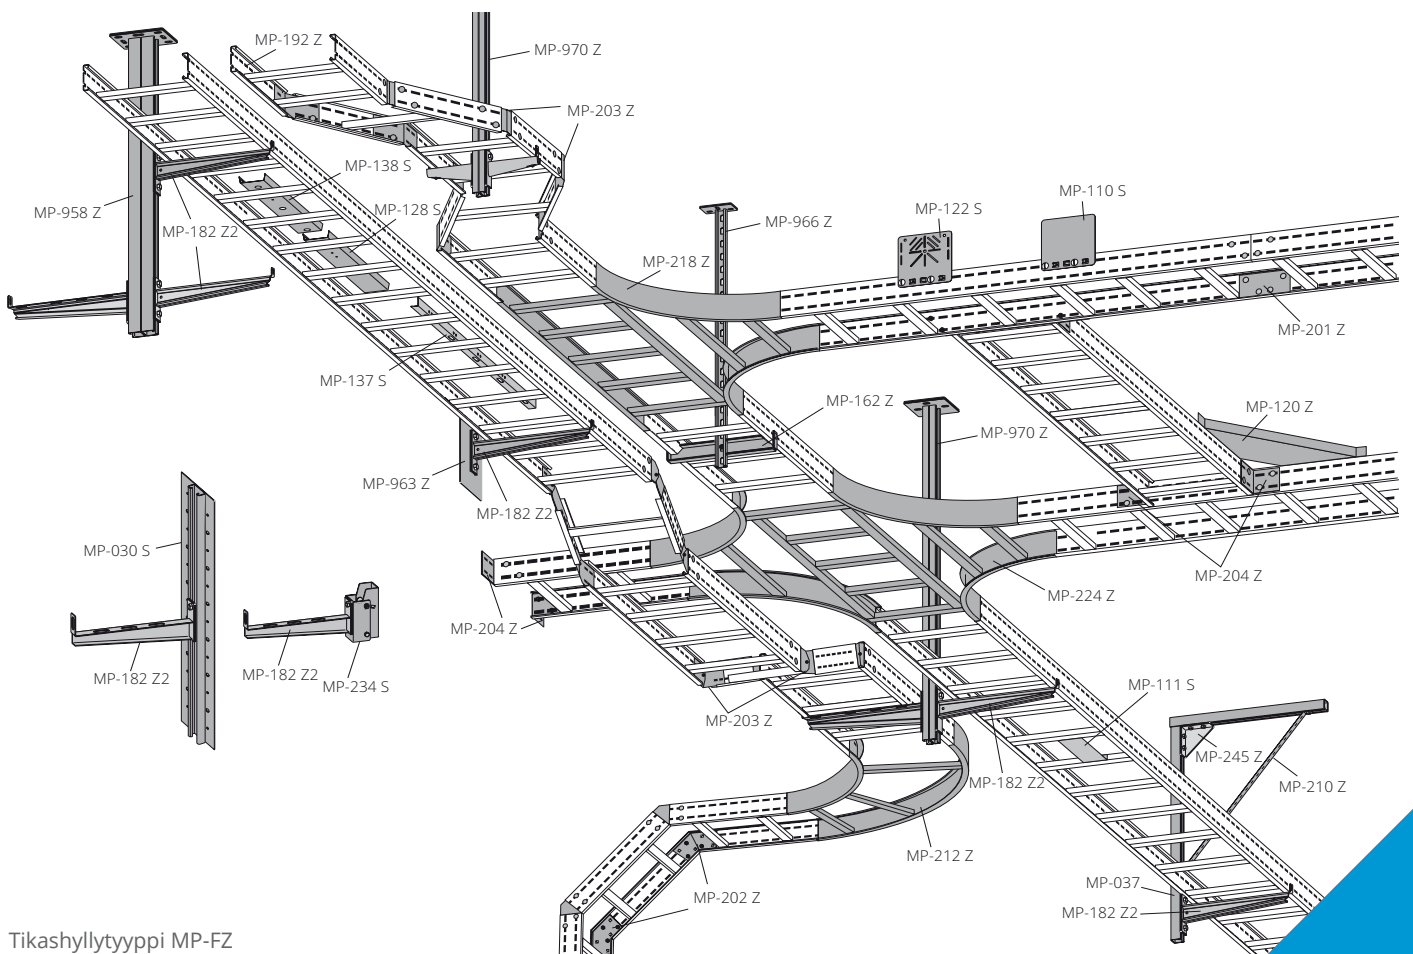 MP-192 Z
MP-970 Z
MP-203 Z
MP-138 S
MP-128 S
MP-958 Z
MP-182 Z2
MP-110 S
MP-122 S
MP-966 Z
MP-218 Z
MP-201 Z
MP-137 S
MP-162 Z
MP-120 Z
MP-970 Z
MP-963 Z
MP-182 Z2
MP-030 S
MP-204 Z
MP-224 Z
MP-204 Z
MP-182 Z2
MP-182 Z2
MP-234 S
MP-111 S
MP-203 Z
MP-245 Z
MP-182 Z2
MP-210 Z
MP-212 Z
MP-037
MP-202 Z
MP-182 Z2
Tikashyllytyyppi MP-FZ